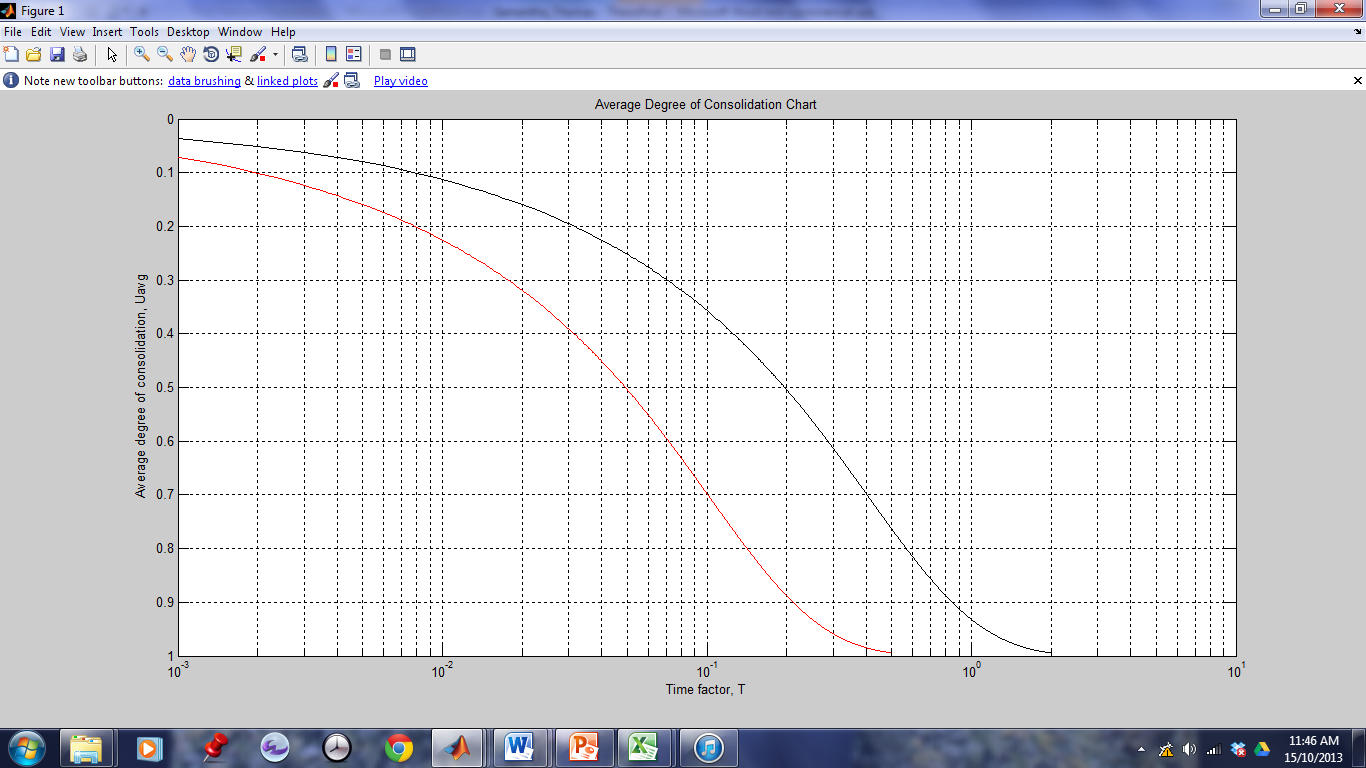 Figure 1
File Edit View Insert Tools Desktop Window Help
Note new toolbar buttons: data brushing & linked plots Play video
Average Degree of Consolidation Chart
0
0.1
0.2
0.3
0.4
0.5
0.6
0.7
0.8
0.9
1
Average degree of consolidation, Uavg
10^-3 10^-2 10^-1 10^0 10^1
Time factor, T
11:46 AM
15/10/2013